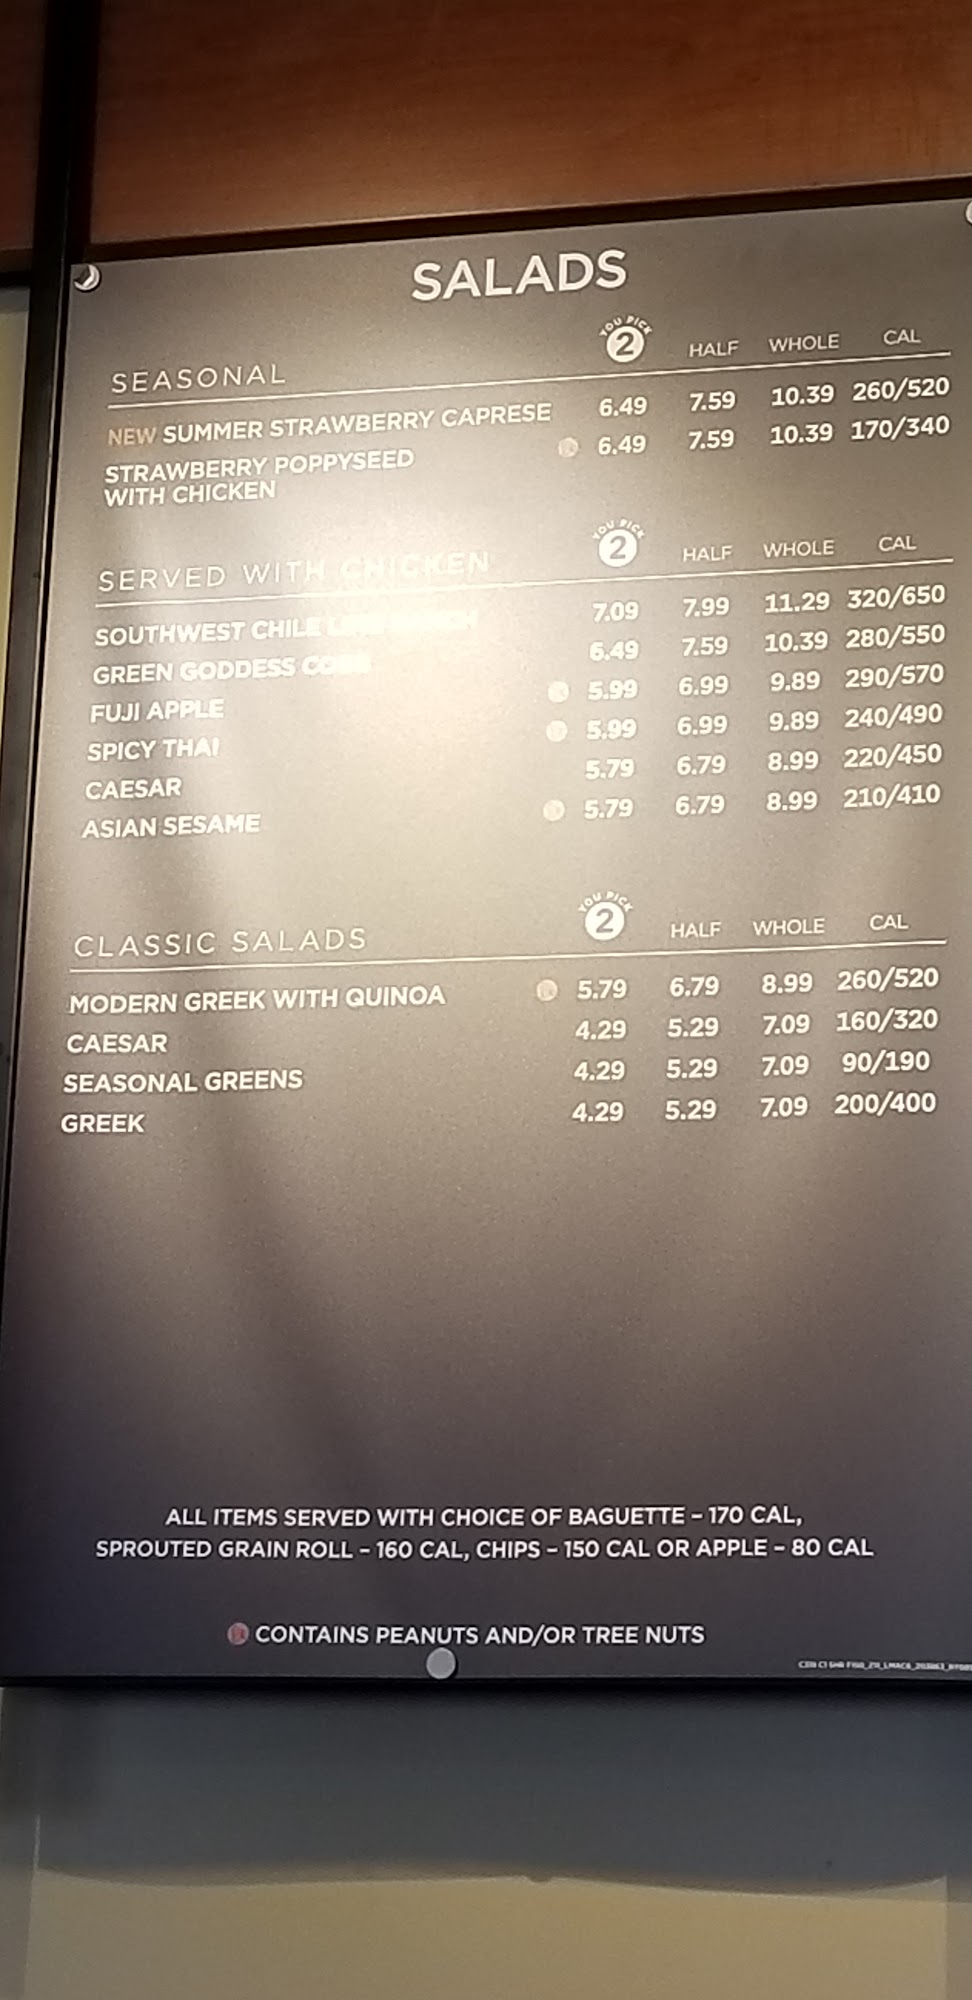 SALADS
SEASONAL YOU PICK 2 HALF WHOLE CAL
NEW SUMMER STRAWBERRY CAPRESE 6.49 7.59 10.39 260/520
STRAWBERRY POPPYSEED 6.49 7.59 10.39 170/340
WITH CHICKEN
SERVED WITH CHICKEN YOU PICK 2 HALF WHOLE CAL
SOUTHWEST CHILE 7.09 7.99 11.29 320/650
GREEN GODDESS 6.49 7.59 10.39 280/550
FUJI APPLE 5.99 6.99 9.89 290/570
SPICY THAI 5.99 6.99 9.89 240/490
CAESAR 5.79 6.79 8.99 220/450
ASIAN SESAME 5.79 6.79 8.99 210/410
CLASSIC SALADS YOU PICK 2 HALF WHOLE CAL
MODERN GREEK WITH QUINOA 5.79 6.79 8.99 260/520
CAESAR 4.29 5.29 7.09 160/320
SEASONAL GREENS 4.29 5.29 7.09 90/190
GREEK 4.29 5.29 7.09 200/400
ALL ITEMS SERVED WITH CHOICE OF BAGUETTE – 170 CAL,
SPROUTED GRAIN ROLL – 160 CAL, CHIPS – 150 CAL OR APPLE – 80 CAL
CONTAINS PEANUTS AND/OR TREE NUTS